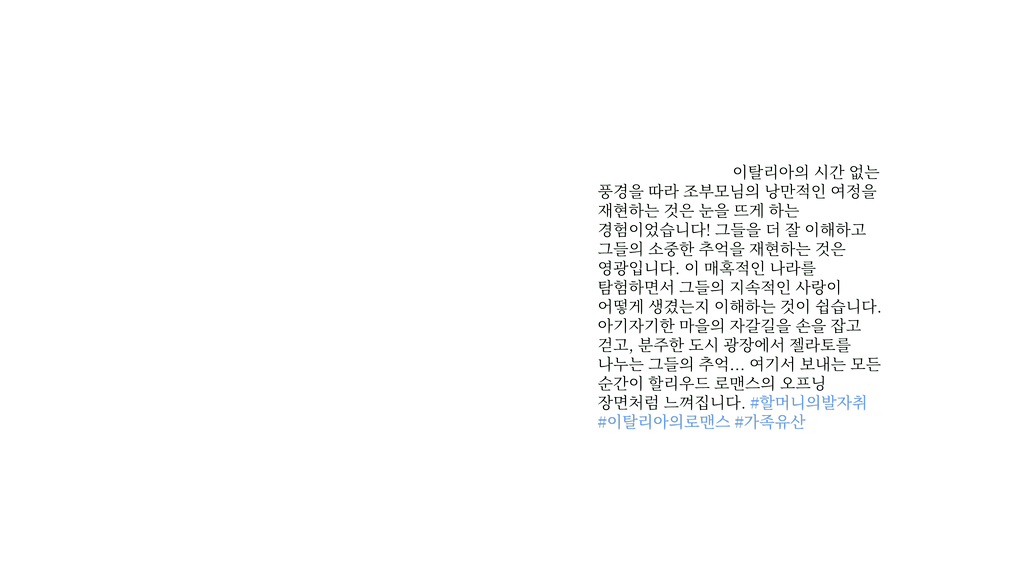 이탈리아의 시간 없는
풍경을 따라 조부모님의 낭만적인 여정을
재현하는 것은 눈을 뜨게 하는
경험이었습니다! 그들을 더 잘 이해하고
그들의 소중한 추억을 재현하는 것은
영광입니다. 이 매혹적인 나라를
탐험하면서 그들의 지속적인 사랑이
어떻게 생겼는지 이해하는 것이 쉽습니다.
아기자기한 마을의 자갈길을 손을 잡고
걷고, 분주한 도시 광장에서 젤라토를
나누는 그들의 추억... 여기서 보내는 모든
순간이 할리우드 로맨스의 오프닝
장면처럼 느껴집니다. #할머니의발자취
#이탈리아의로맨스 #가족유산